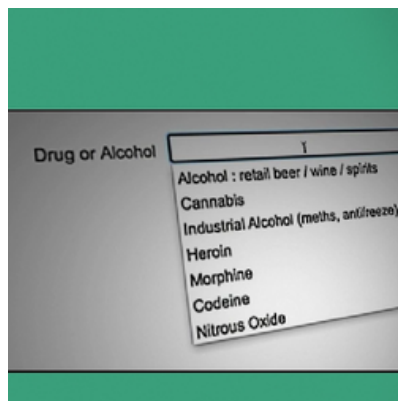 Drug or Alcohol
Alcohol : retail beer / wine / spirits
Cannabis
Industrial Alcohol (meths, antifreeze)
Heroin
Morphine
Codeine
Nitrous Oxide